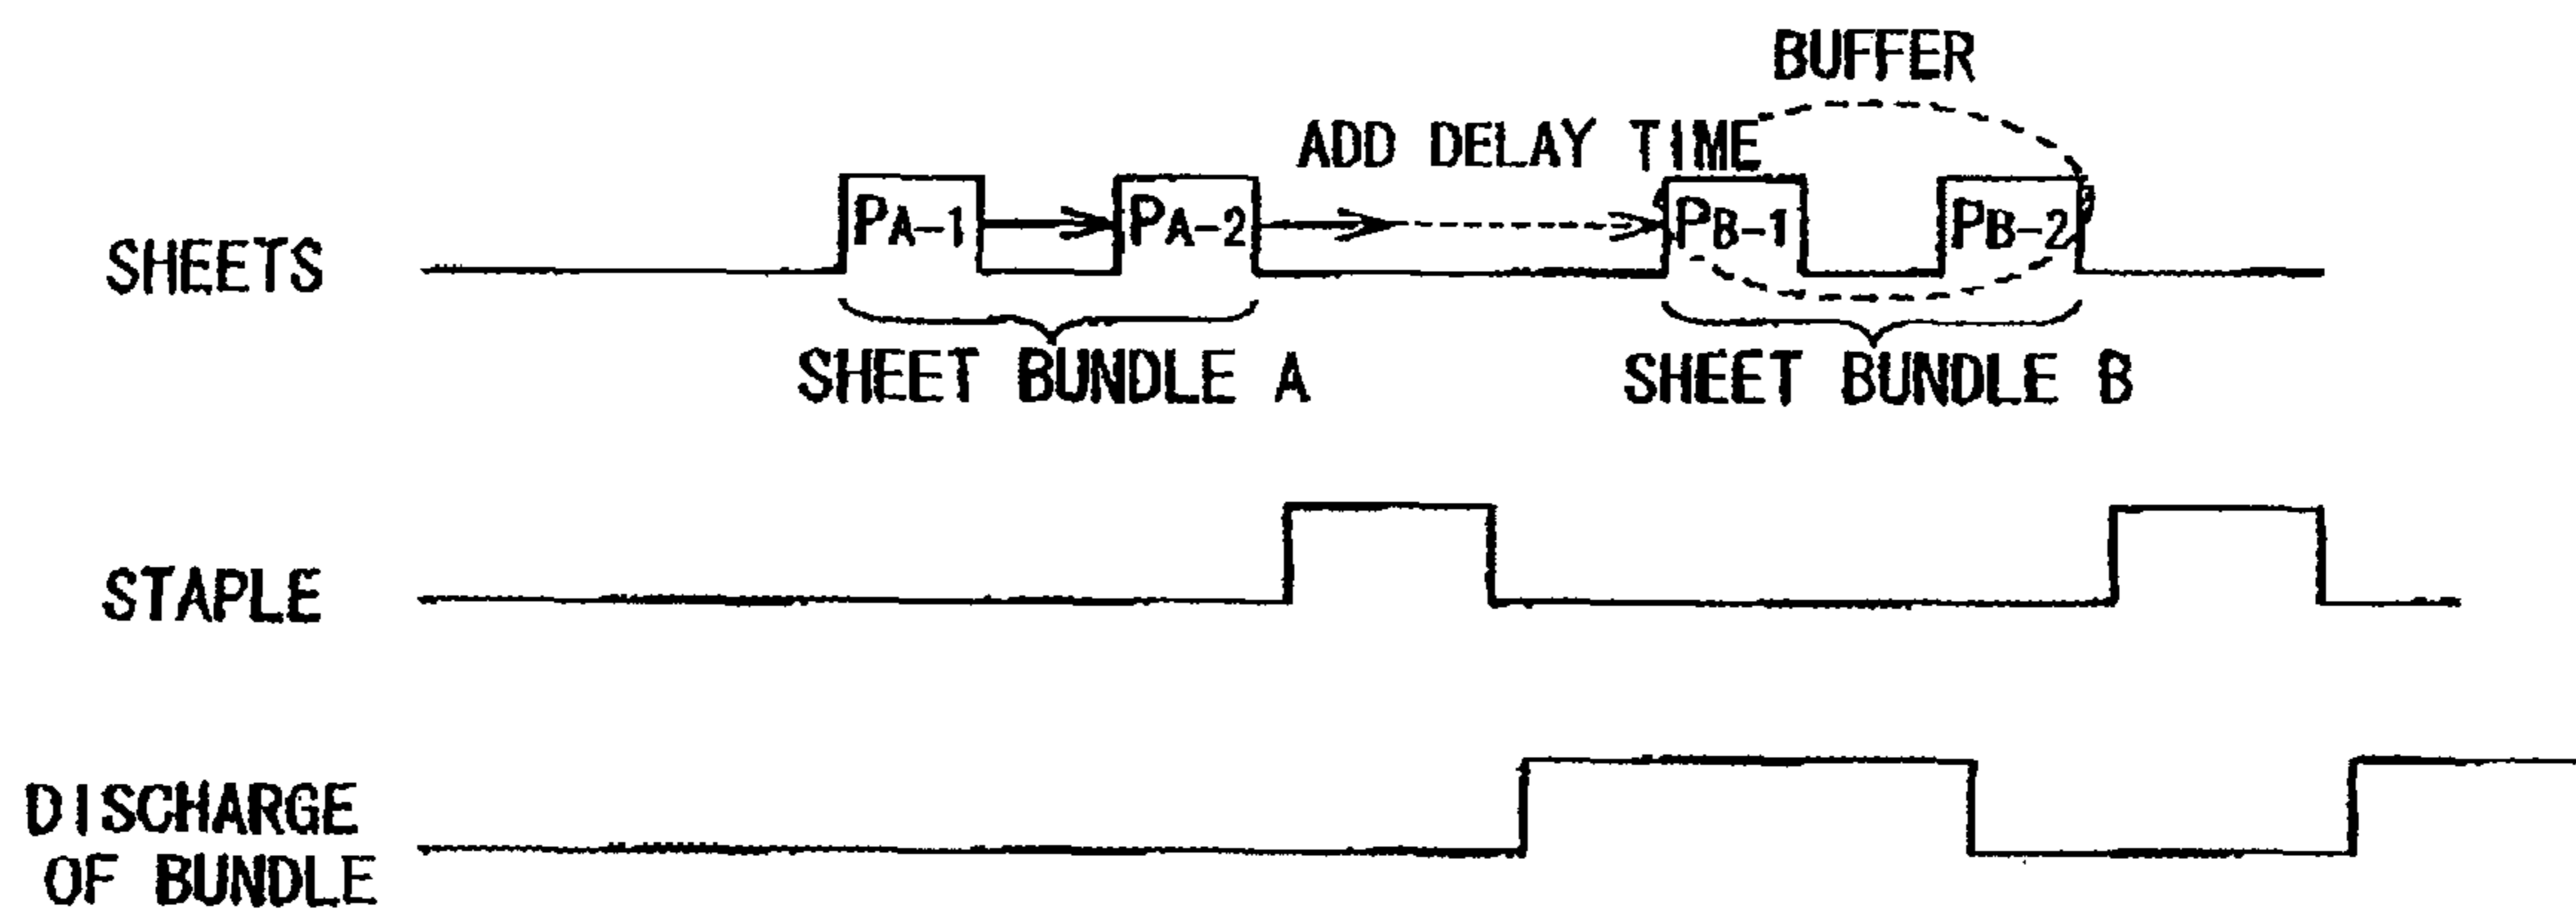 BUFFER
ADD DELAY TIME
SHEETS
PA-1
PA-2
PB-1
PB-2
SHEET BUNDLE A
SHEET BUNDLE B
STAPLE
DISCHARGE
OF BUNDLE